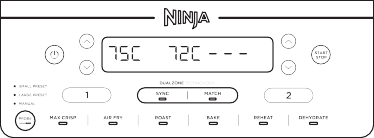 NINJA
75C 72C - - -
START
STOP
DUAL ZONE
SMALL PRESET
LARGE PRESET
MANUAL
1
SYNC
MATCH
2
PROBE
MAX CRISP
AIR FRY
ROAST
BAKE
REHEAT
DEHYDRATE